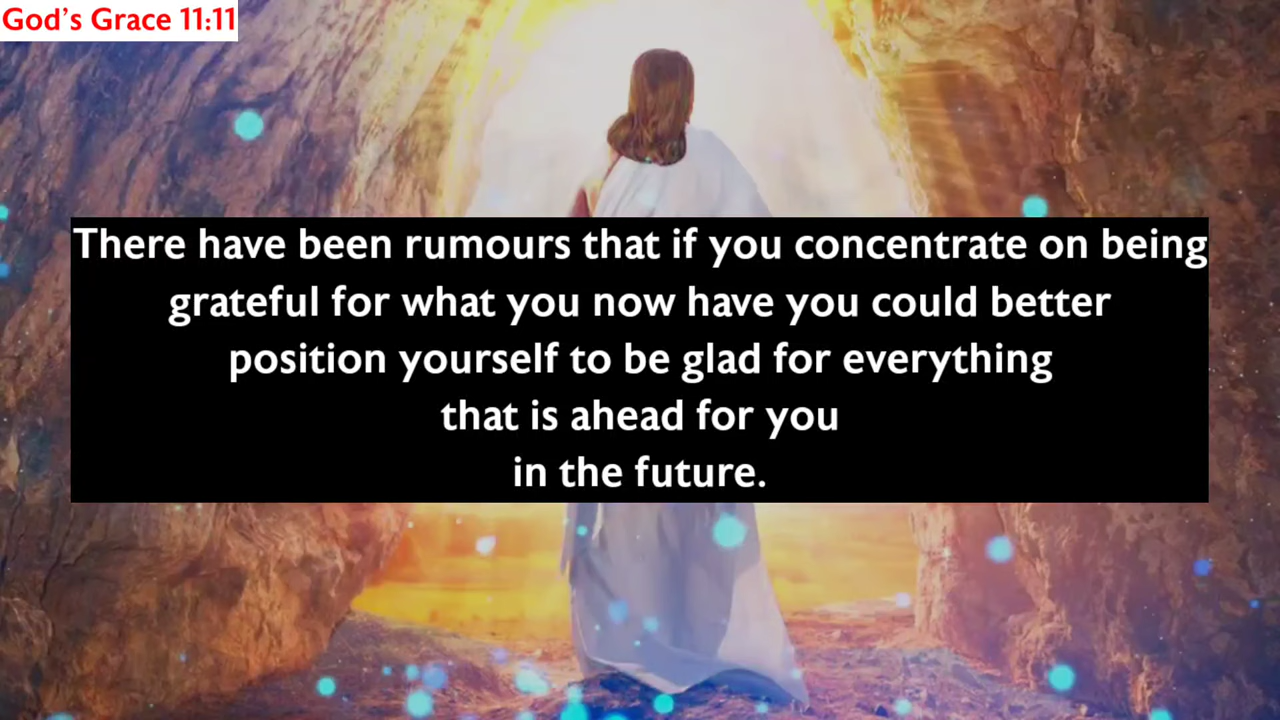 God's Grace 11:11
There have been rumours that if you concentrate on being
grateful for what you now have you could better
position yourself to be glad for everything
that is ahead for you
in the future.